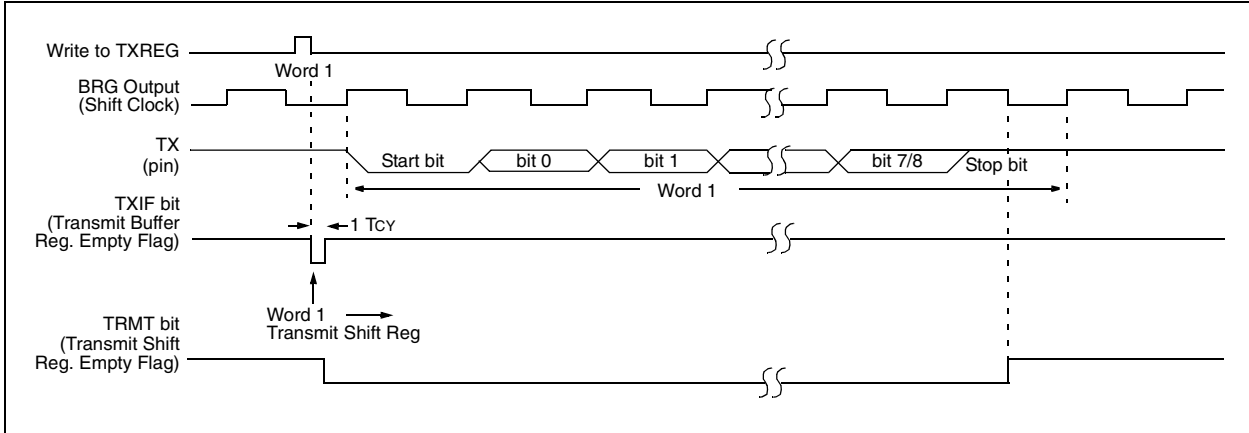 Write to TXREG
Word 1
BRG Output
(Shift Clock)
TX
(pin)
Start bit
bit 0
bit 1
bit 7/8
Stop bit
Word 1
TXIF bit
(Transmit Buffer
Reg. Empty Flag)
1 TCY
Word 1
Transmit Shift Reg
TRMT bit
(Transmit Shift
Reg. Empty Flag)